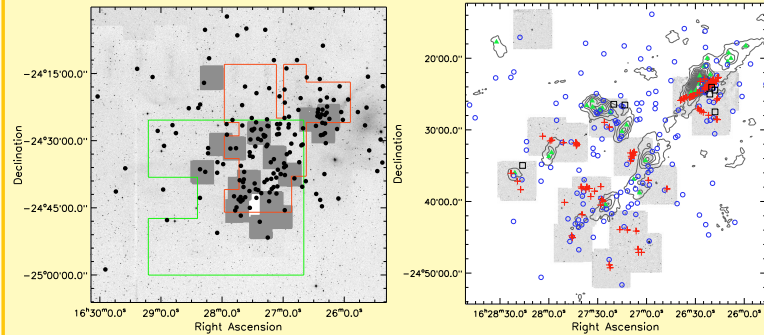 Declination
−24°15'00.0"
−24°30'00.0"
−24°45'00.0"
−25°00'00.0"
16ʰ30ᵐ0.0ˢ 29ᵐ0.0ˢ 28ᵐ0.0ˢ 27ᵐ0.0ˢ 26ᵐ0.0ˢ
Right Ascension
Declination
20'00.0"
30'00.0"
40'00.0"
−24°50'00.0"
16ʰ28ᵐ30.0ˢ 28ᵐ0.0ˢ 27ᵐ30.0ˢ 27ᵐ0.0ˢ 26ᵐ30.0ˢ 26ᵐ0.0ˢ
Right Ascension